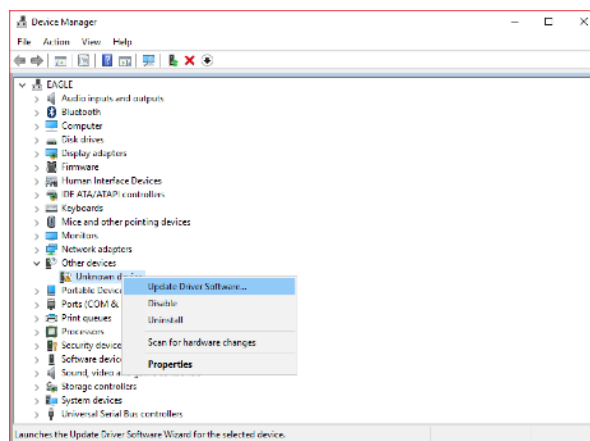 Device Manager
File Action View Help
EAGLE
Audio inputs and outputs
Bluetooth
Computer
Disk drives
Display adapters
Firmware
Human Interface Devices
IDE ATA/ATAPI controllers
Keyboards
Mice and other pointing devices
Monitors
Network adapters
Other devices
Unknown device
Update Driver Software...
Portable Device
Disable
Ports (COM &
Uninstall
Print queues
Processors
Scan for hardware changes
Security device
Software devic
Properties
Sound, video a
Storage controllers
System devices
Universal Serial Bus controllers
Launches the Update Driver Software Wizard for the selected device.